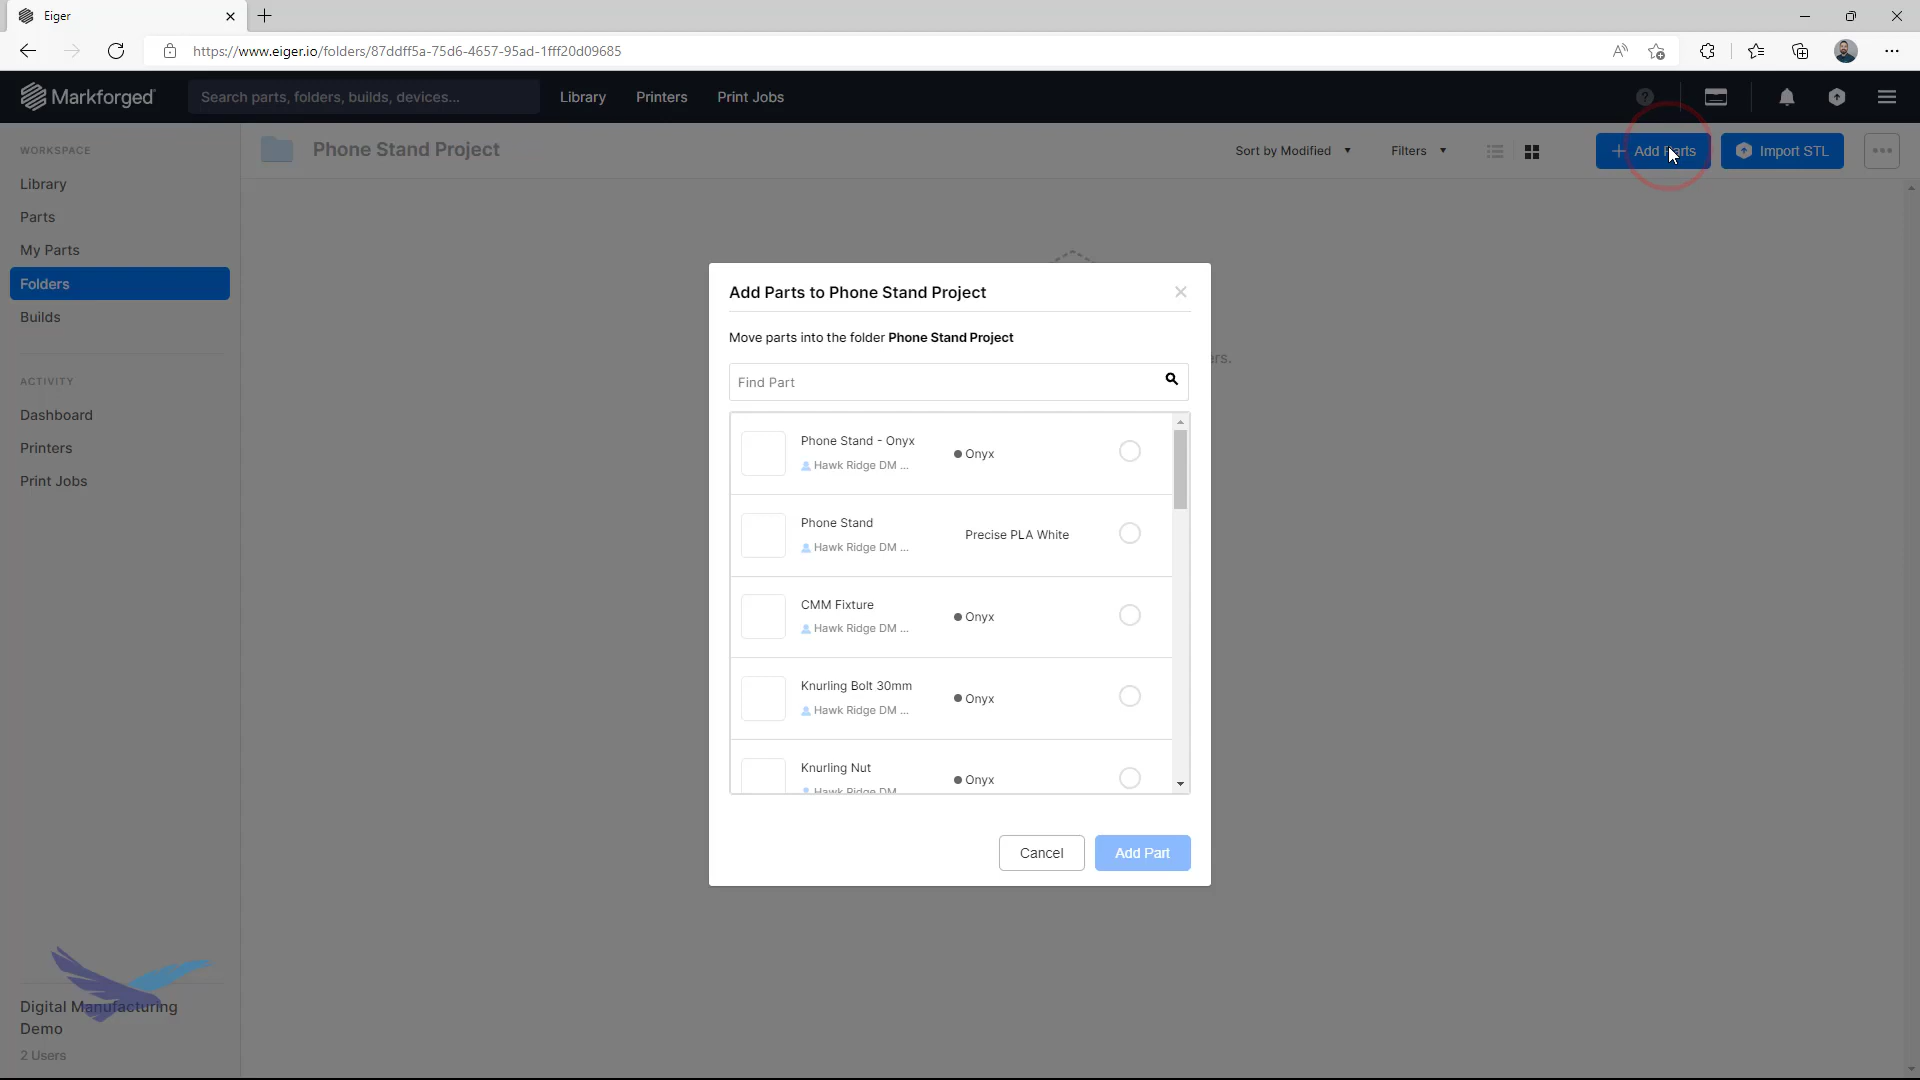 Eiger
https://www.eiger.io/folders/87ddff5a-75d6-4657-95ad-1fff20d09685
Markforged
Search parts, folders, builds, devices...
Library
Printers
Print Jobs
WORKSPACE
Phone Stand Project
Sort by Modified
Filters
Add Parts
Import STL
Library
Parts
My Parts
Folders
Builds
ACTIVITY
Dashboard
Printers
Print Jobs
Add Parts to Phone Stand Project
Move parts into the folder Phone Stand Project
Find Part
Phone Stand - Onyx
Hawk Ridge DM ...
Onyx
Phone Stand
Hawk Ridge DM ...
Precise PLA White
CMM Fixture
Hawk Ridge DM ...
Onyx
Knurling Bolt 30mm
Hawk Ridge DM ...
Onyx
Knurling Nut
Hawk Ridge DM
Onyx
Cancel
Add Part
Digital Manufacturing
Demo
2 Users